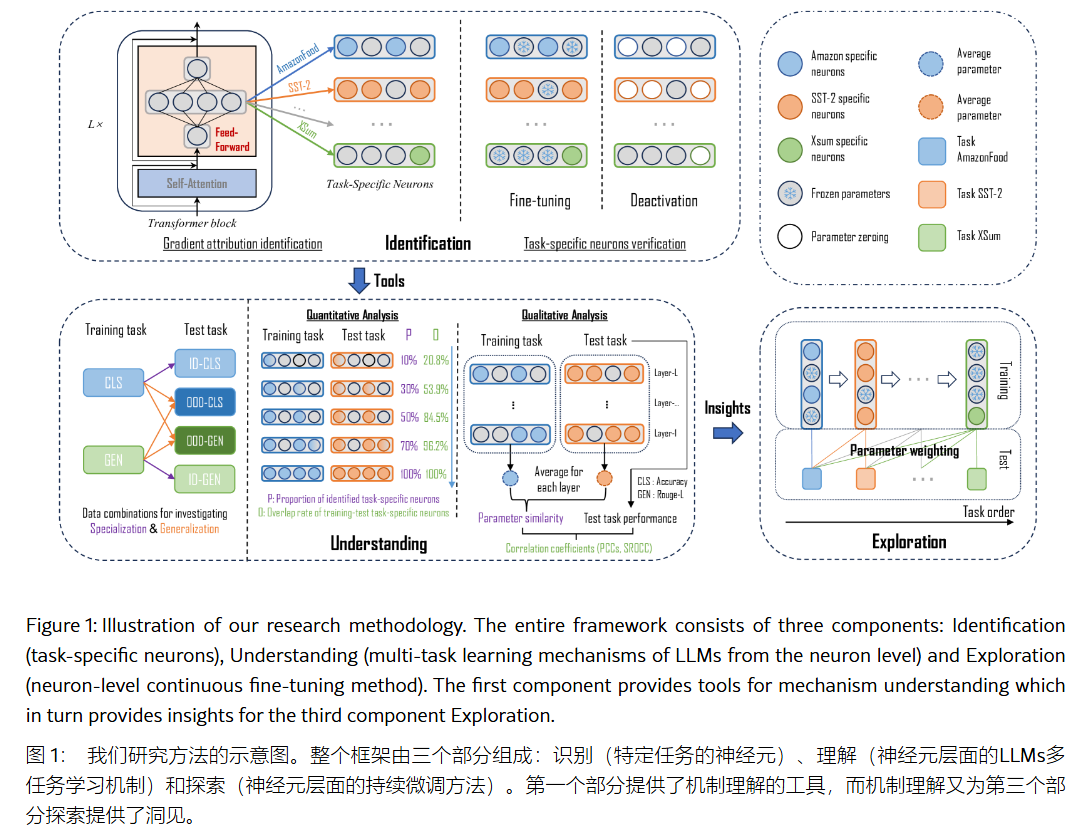 AmazonFood
SST-2
...
XSum
L×
Feed-
Forward
Self-Attention
Transformer block
Task-Specific Neurons
Fine-tuning
Deactivation
Gradient attribution identification
Identification
Task-specific neurons verification
Amazon specific
neurons
Average
parameter
SST-2 specific
neurons
Average
parameter
Xsum specific
neurons
Task
AmazonFood
Frozen parameters
Task SST-2
Parameter zeroing
Task XSum
Tools
Training task
Test task
CLS
GEN
ID-CLS
OOD-CLS
OOD-GEN
ID-GEN
Data combinations for investigating
Specialization & Generalization
Quantitative Analysis
Training task
Test task
P
O
10% 20.8%
30% 53.9%
50% 84.5%
70% 96.2%
100% 100%
P: Proportion of identified task-specific neurons
O: Overlap rate of training-test task-specific neurons
Understanding
Qualitative Analysis
Training task
Test task
Layer-L
Layer-...
Layer-1
Average for
each layer
CLS : Accuracy
GEN : Rouge-L
Parameter similarity
Test task performance
Correlation coefficients (PCCs, SROCC)
Insights
Training
Test
Parameter weighting
Task order
Exploration
Figure 1: Illustration of our research methodology. The entire framework consists of three components: Identification
(task-specific neurons), Understanding (multi-task learning mechanisms of LLMs from the neuron level) and Exploration
(neuron-level continuous fine-tuning method). The first component provides tools for mechanism understanding which
in turn provides insights for the third component Exploration.
图 1: 我们研究方法的示意图。整个框架由三个部分组成：识别（特定任务的神经元）、理解（神经元层面的LLMs多
任务学习机制）和探索（神经元层面的持续微调方法）。第一个部分提供了机制理解的工具，而机制理解又为第三个部
分探索提供了洞见。